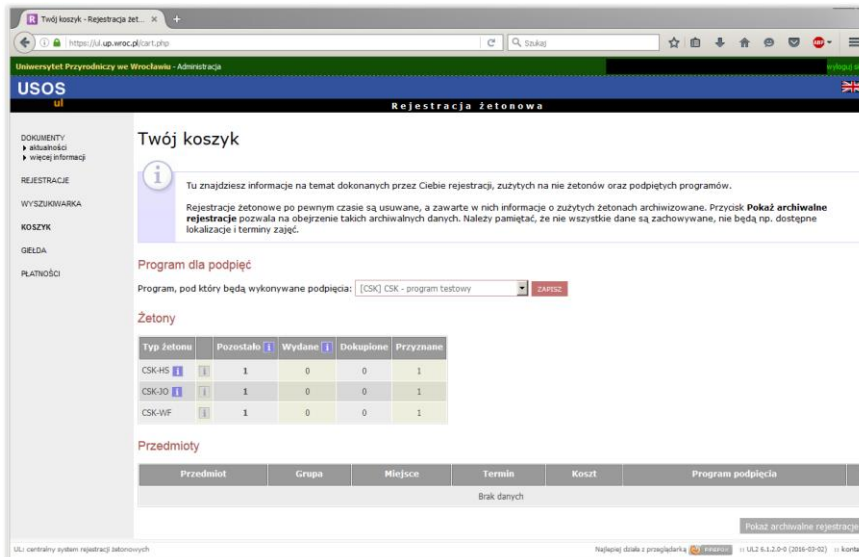 Twój koszyk - Rejestracja żet...
https://ul.up.wroc.pl/cart.php
Szukaj
ABP
Uniwersytet Przyrodniczy we Wrocławiu - Administracja
wyloguj si
USOS
ul
Rejestracja żetonowa
DOKUMENTY
aktualności
więcej informacji
REJESTRACJE
WYSZUKIWARKA
KOSZYK
GIEŁDA
PŁATNOŚCI
Twój koszyk
Tu znajdziesz informacje na temat dokonanych przez Ciebie rejestracji, zużytych na nie żetonów oraz podpiętych programów.
Rejestracje żetonowe po pewnym czasie są usuwane, a zawarte w nich informacje o zużytych żetonach archiwizowane. Przycisk Pokaż archiwalne
rejestracje pozwala na obejrzenie takich archiwalnych danych. Należy pamiętać, że nie wszystkie dane są zachowywane, nie będą np. dostępne
lokalizacje i terminy zajęć.
Program dla podpięć
Program, pod który będą wykonywane podpięcia: [CSK] CSK - program testowy ZAPISZ
Żetony
Typ żetonu Pozostało i Wydane i Dokupione Przyznane
CSK-HS i i 1 0 0 1
CSK-JO i i 1 0 0 1
CSK-WF i 1 0 0 1
Przedmioty
Przedmiot Grupa Miejsce Termin Koszt Program podpięcia
Brak danych
Pokaż archiwalne rejestracje
UL: centralny system rejestracji żetonowych
Najlepiej działa z przeglądarką FIREFOX :: UL2 6.1.2.0-0 (2016-03-02) :: konta